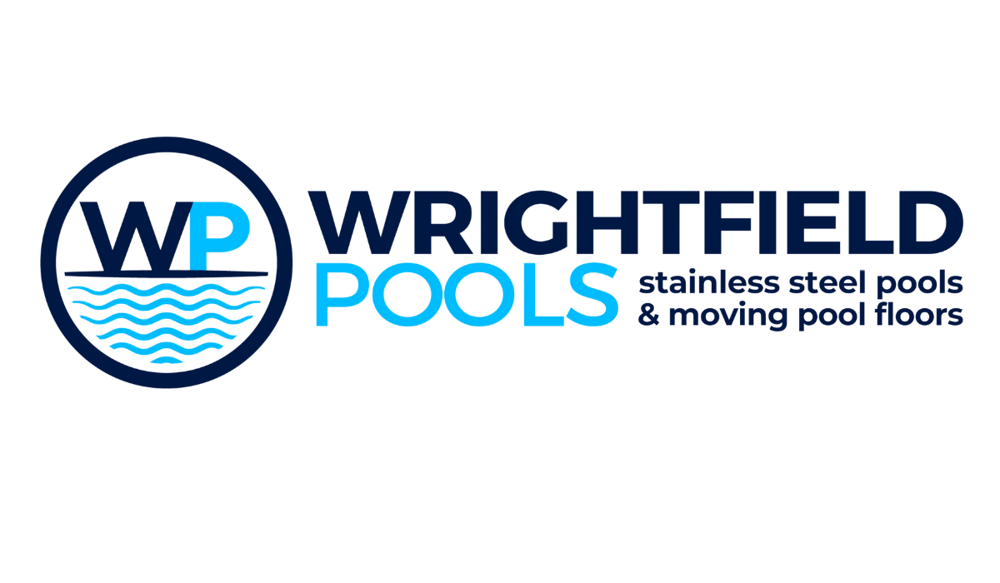 WP
WRIGHTFIELD
POOLS
stainless steel pools
& moving pool floors